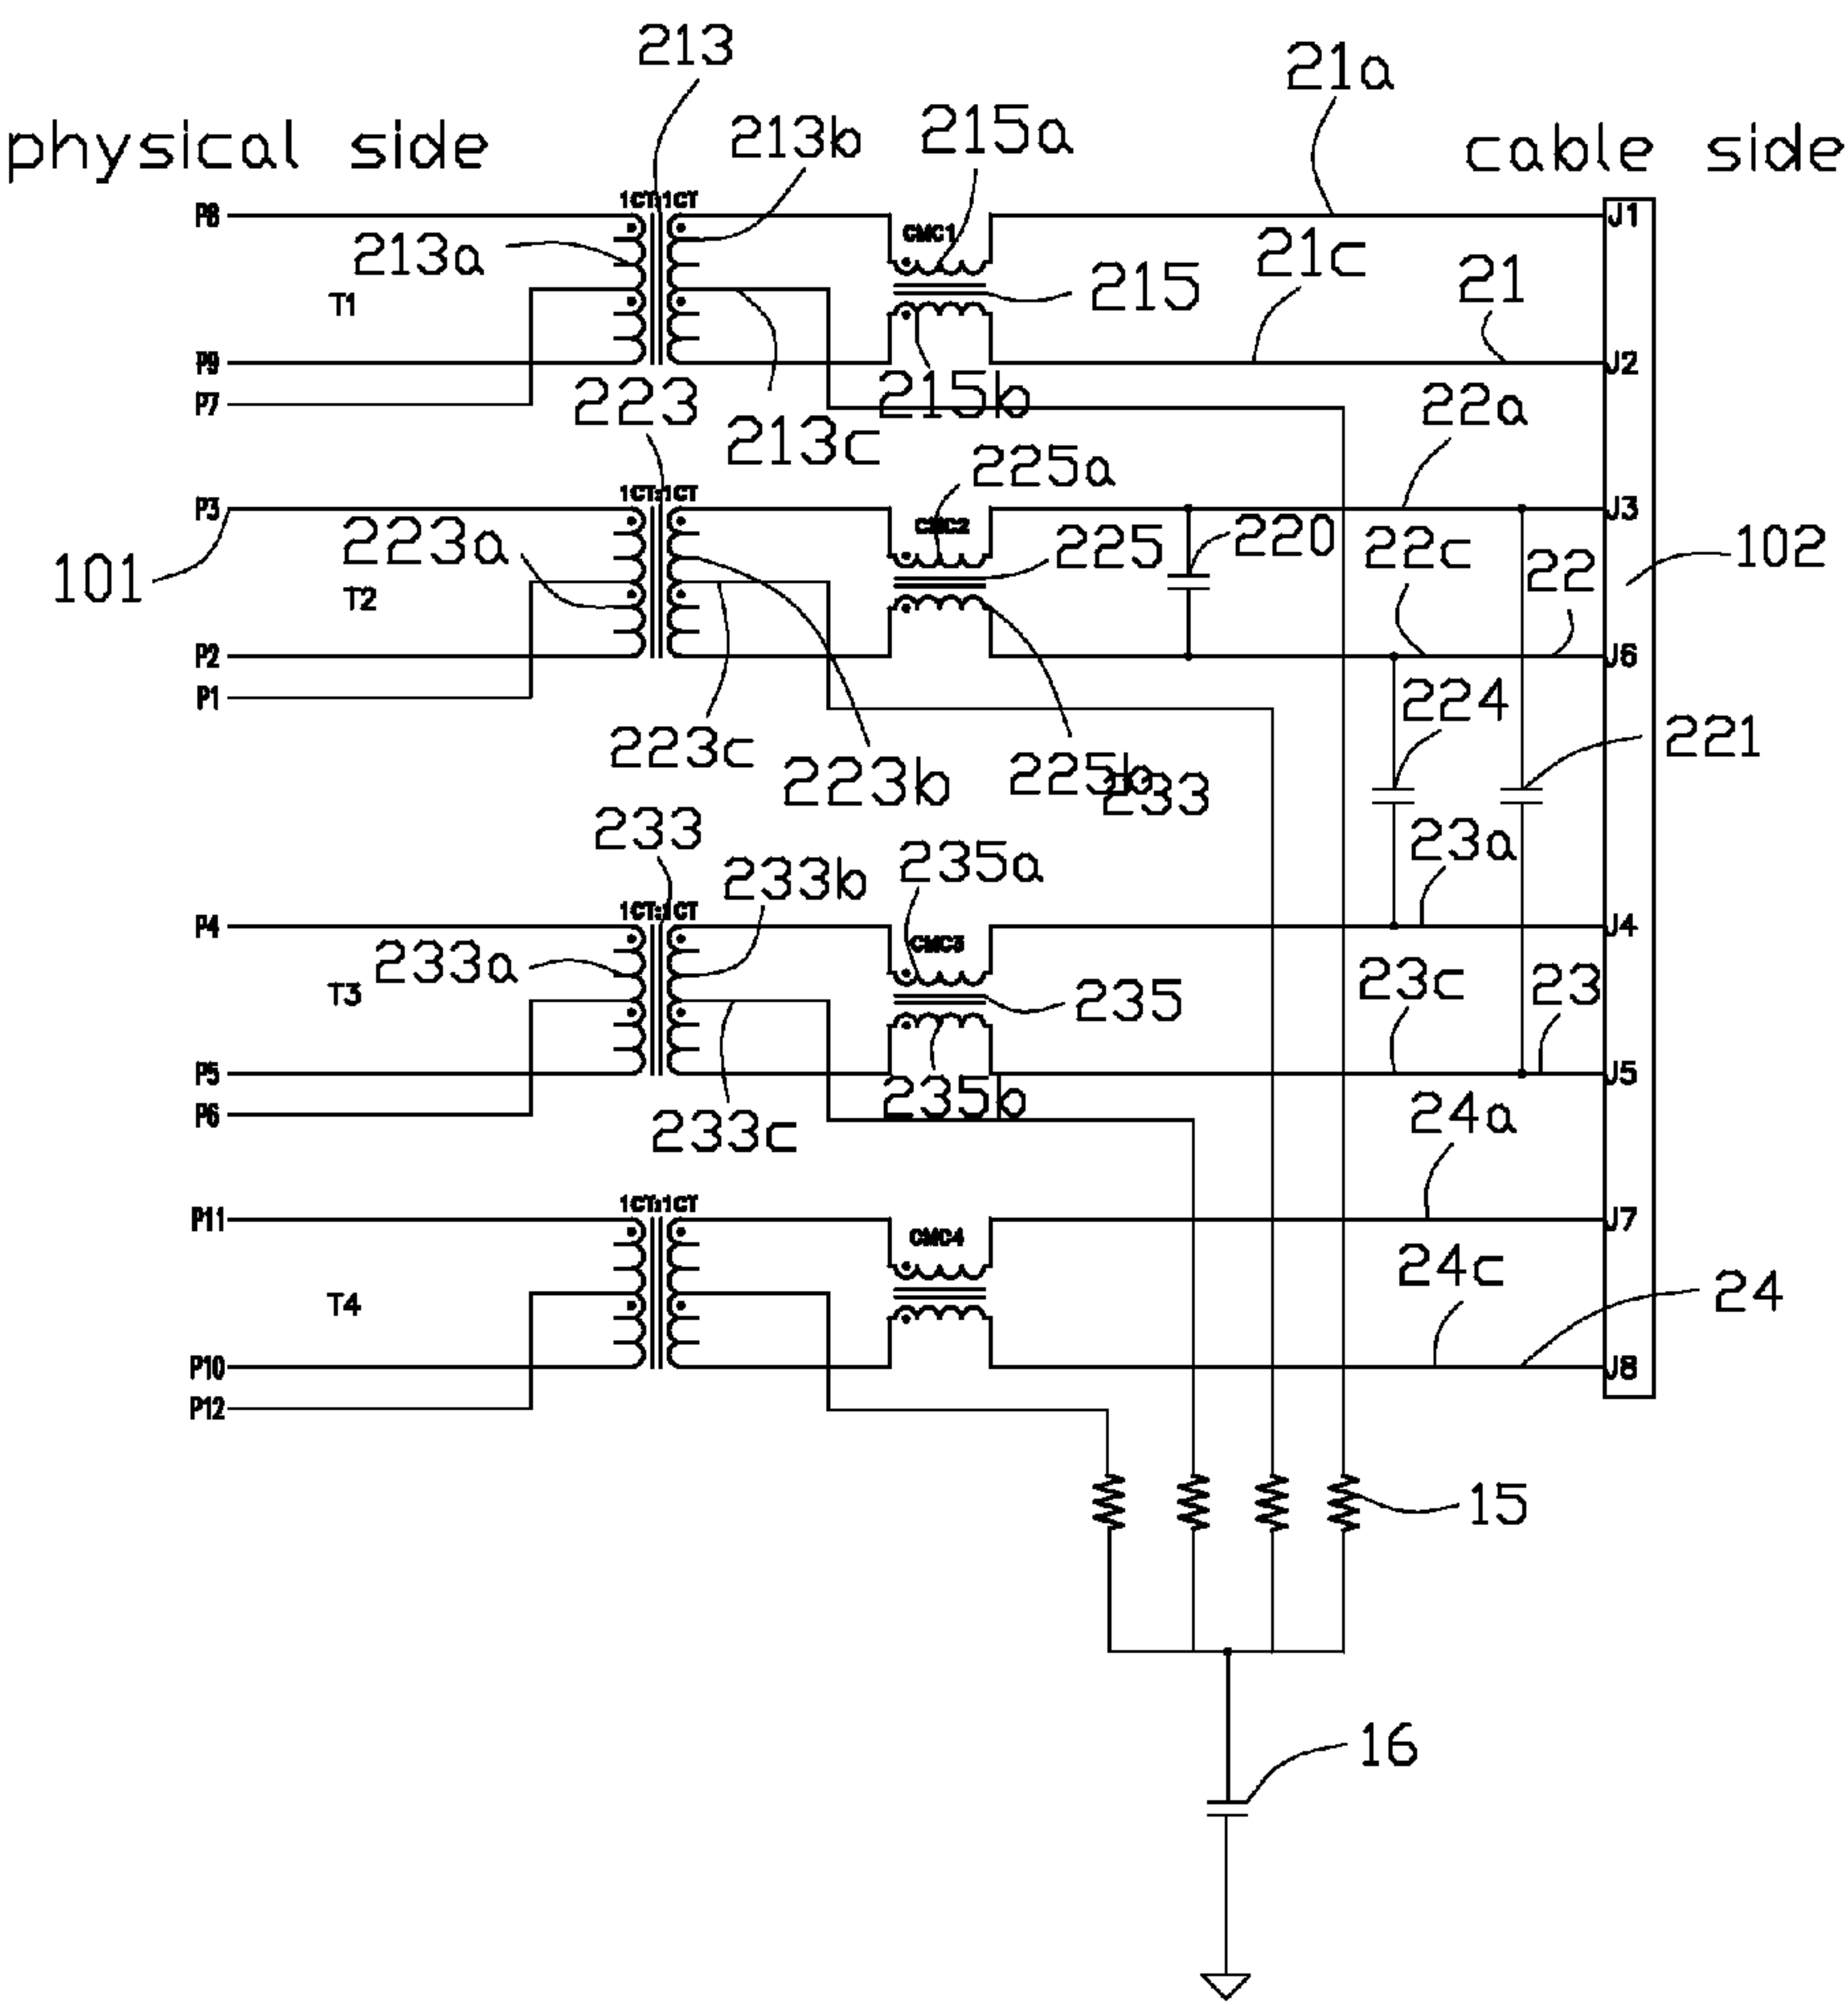 213
21a
physical side
213b
215a
cable side
1CT:1CT
P8
J1
CMC1
213a
21c
21
215
T1
P9
J2
215b
P7
223
213c
22a
225a
1CT:1CT
P3
J3
CMC2
223a
225
220
22c
22
102
101
T2
P2
J6
P1
224
223c
223b
225b
233
221
233
23a
233b
235a
1CT:1CT
P4
J4
CMC3
233a
23c
23
T3
235
P5
J5
235b
P6
233c
24a
1CT:1CT
P11
J7
CMC4
24c
T4
24
P10
J8
P12
15
16